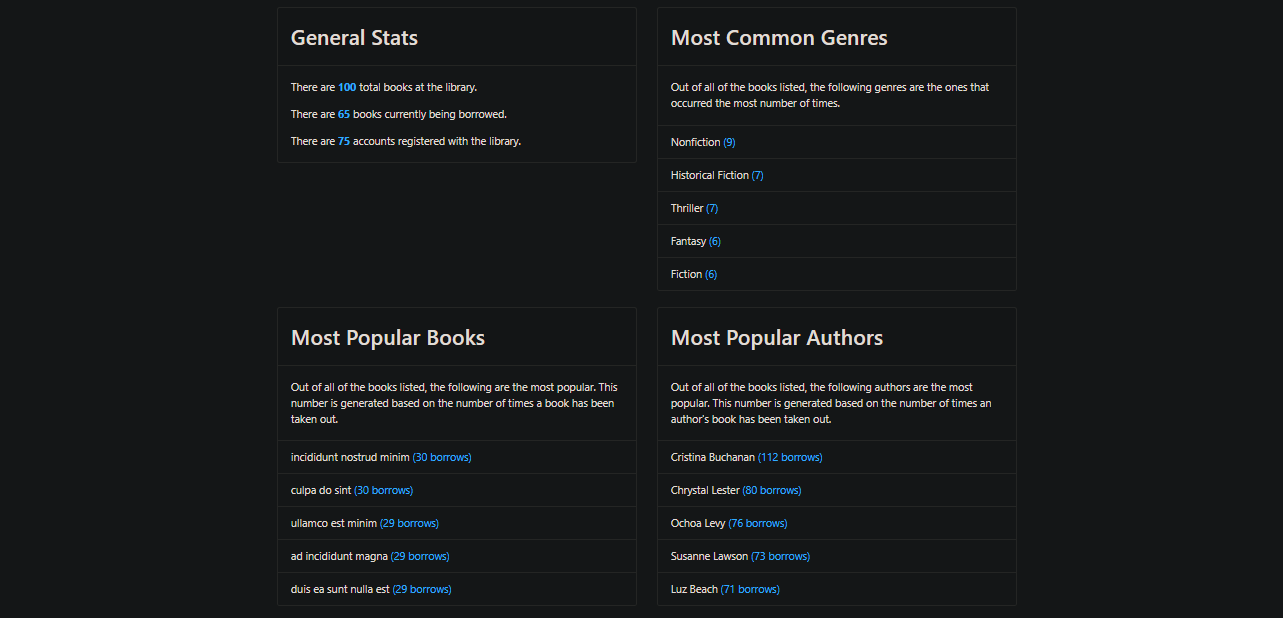 General Stats
There are 100 total books at the library.
There are 65 books currently being borrowed.
There are 75 accounts registered with the library.
Most Common Genres
Out of all of the books listed, the following genres are the ones that
occurred the most number of times.
Nonfiction (9)
Historical Fiction (7)
Thriller (7)
Fantasy (6)
Fiction (6)
Most Popular Books
Out of all of the books listed, the following are the most popular. This
number is generated based on the number of times a book has been
taken out.
incididunt nostrud minim (30 borrows)
culpa do sint (30 borrows)
ullamco est minim (29 borrows)
ad incididunt magna (29 borrows)
duis ea sunt nulla est (29 borrows)
Most Popular Authors
Out of all of the books listed, the following authors are the most
popular. This number is generated based on the number of times an
author's book has been taken out.
Cristina Buchanan (112 borrows)
Chrystal Lester (80 borrows)
Ochoa Levy (76 borrows)
Susanne Lawson (73 borrows)
Luz Beach (71 borrows)